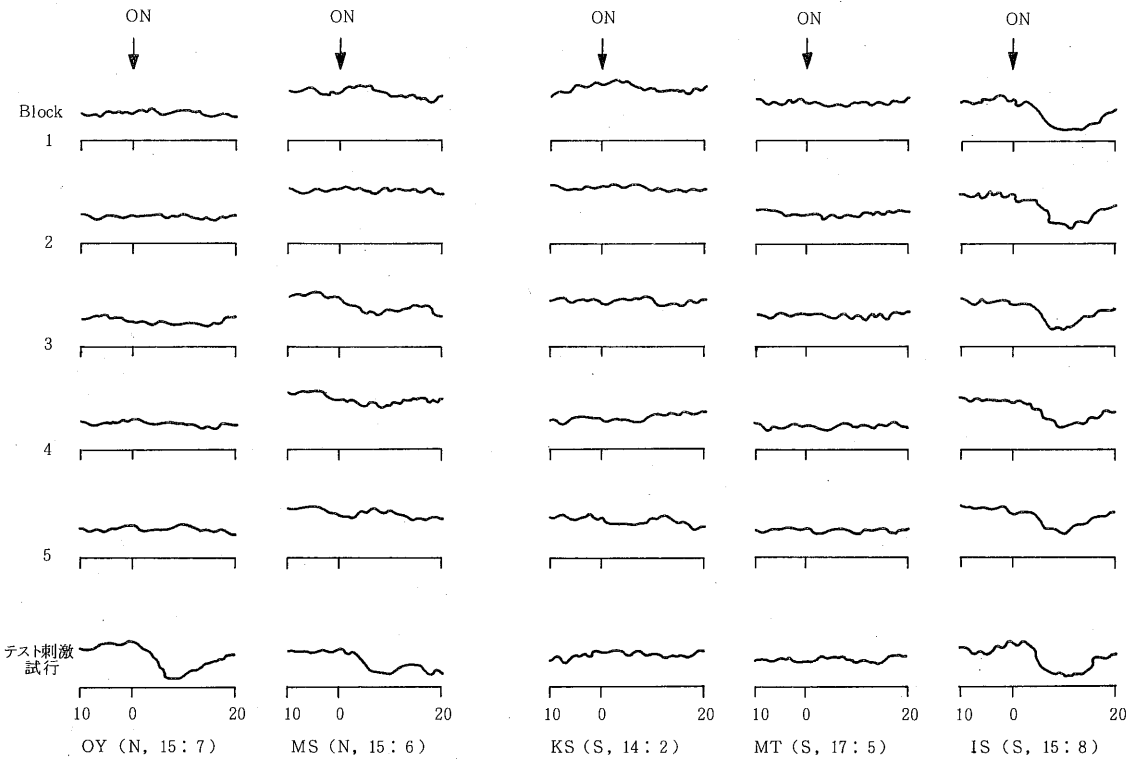 ON ON ON ON ON
Block
1
2
3
4
5
テスト刺激
試行
10 0 20 10 0 20 10 0 20 10 0 20 10 0 20
OY (N, 15:7) MS (N, 15:6) KS (S, 14:2) MT (S, 17:5) IS (S, 15:8)